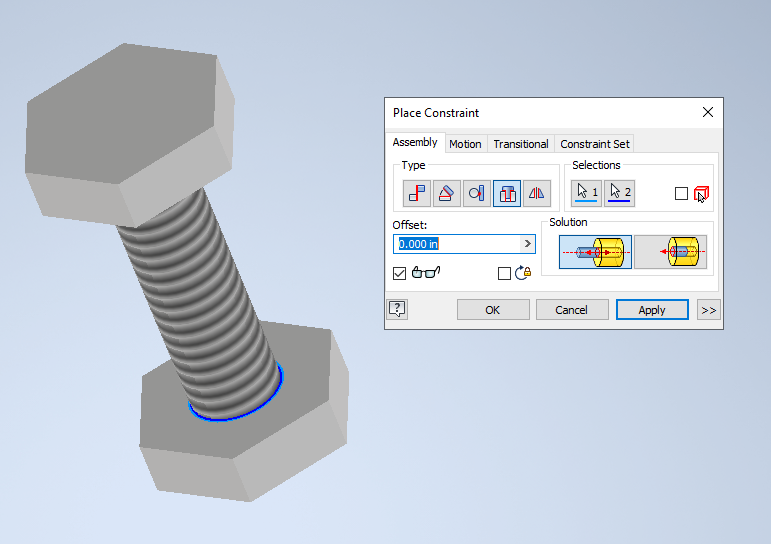 Place Constraint
Assembly Motion Transitional Constraint Set
Type
Selections
1 2
Offset:
0.000 in
Solution
?
OK Cancel Apply >>